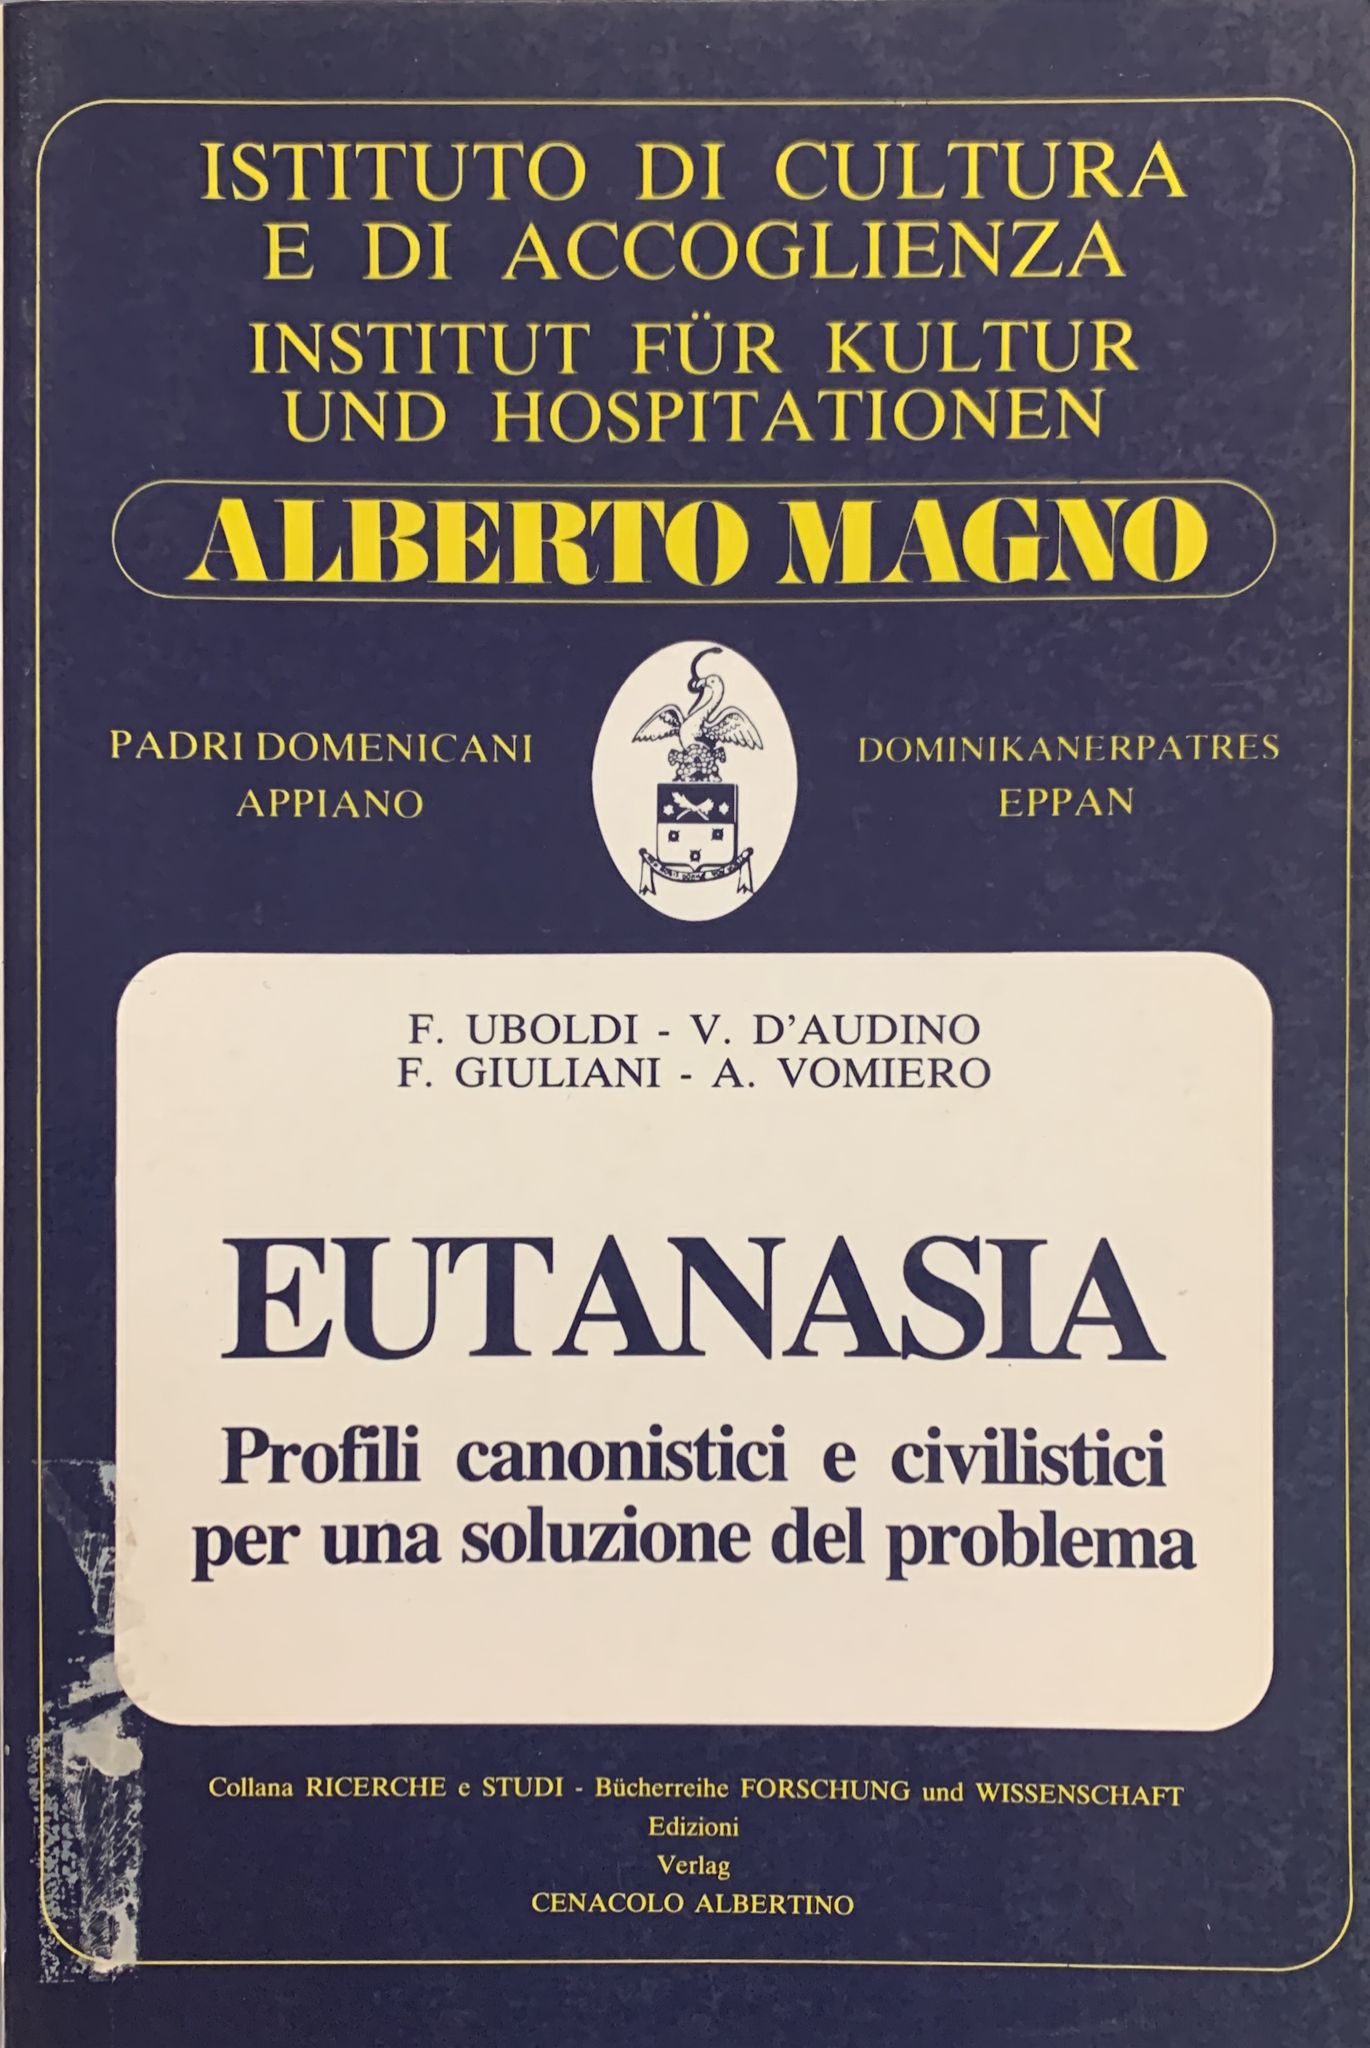 ISTITUTO DI CULTURA
E DI ACCOGLIENZA
INSTITUT FÜR KULTUR
UND HOSPITATIONEN
ALBERTO MAGNO
PADRI DOMENICANI
APPIANO
DOMINIKANERPATRES
EPPAN
F. UBOLDI - V. D'AUDINO
F. GIULIANI - A. VOMIERO
EUTANASIA
Profili canonistici e civilistici
per una soluzione del problema
Collana RICERCHE e STUDI - Bücherreihe FORSCHUNG und WISSENSCHAFT
Edizioni
Verlag
CENACOLO ALBERTINO